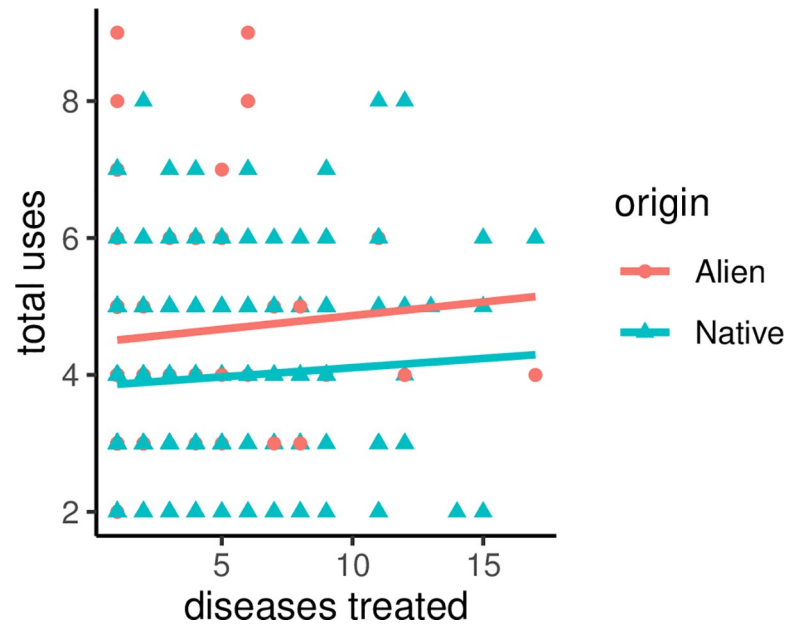 8
6
4
2
total uses
5 10 15
diseases treated
origin
Alien
Native